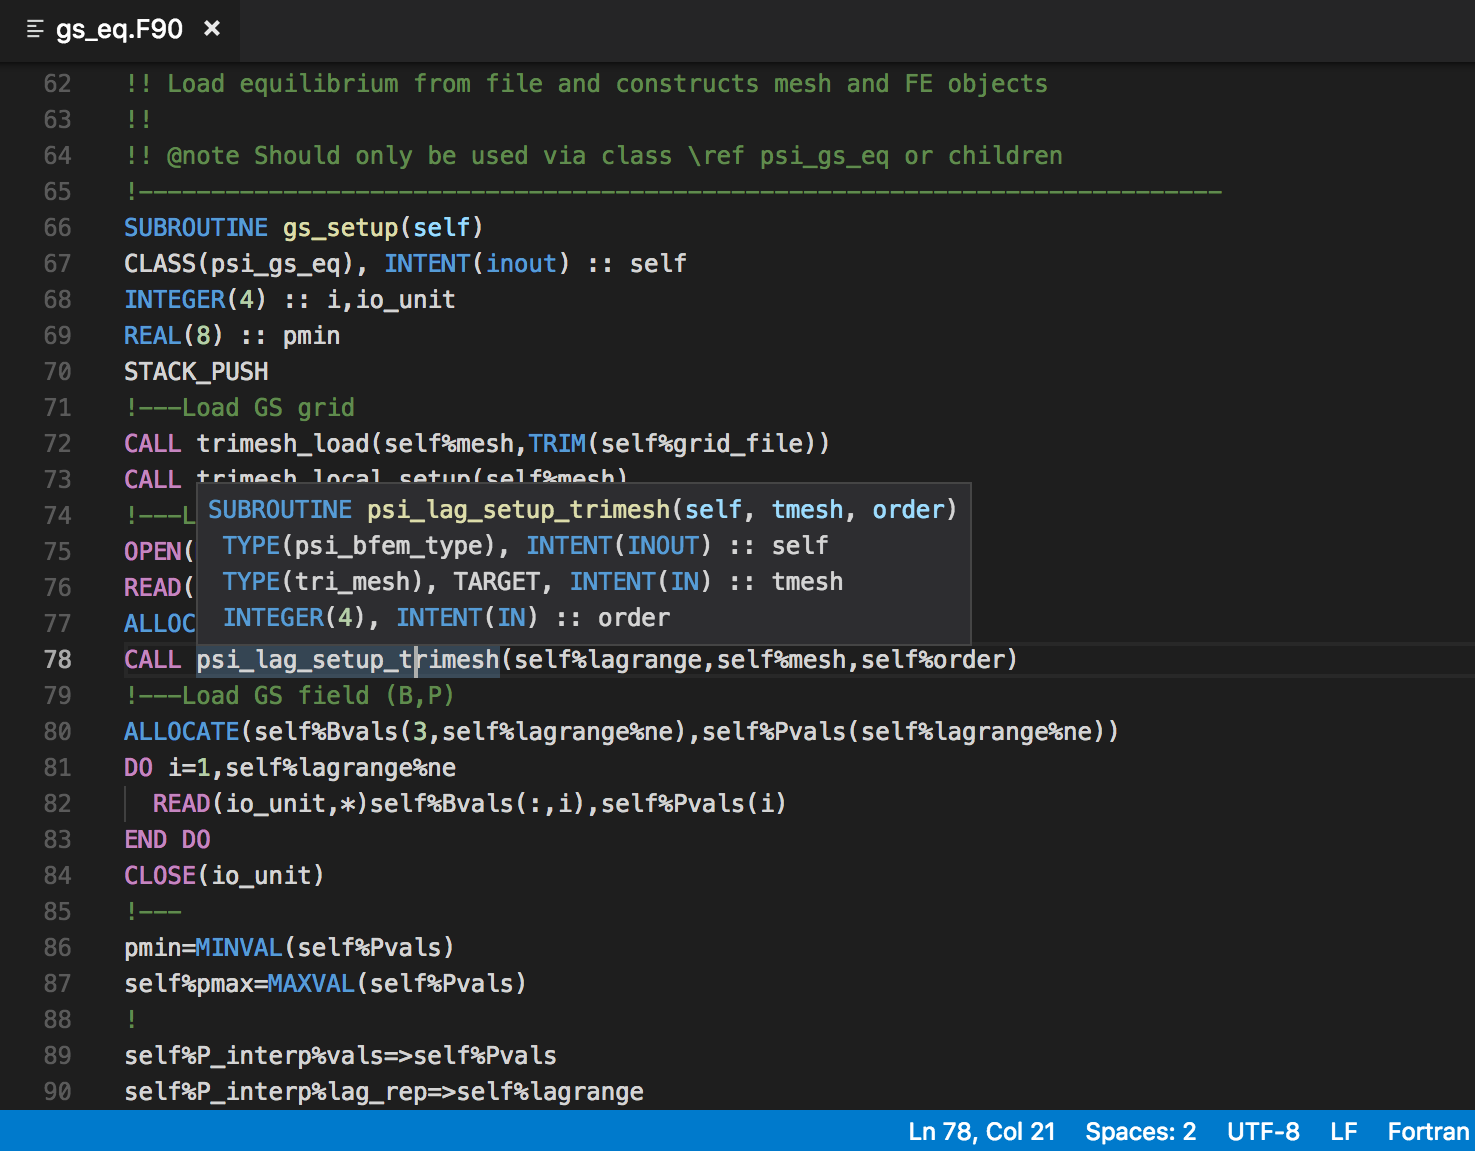 gs_eq.F90 ×
62 !! Load equilibrium from file and constructs mesh and FE objects
63 !!
64 !! @note Should only be used via class \ref psi_gs_eq or children
65 !---------------------------------------------------------------------------
66 SUBROUTINE gs_setup(self)
67 CLASS(psi_gs_eq), INTENT(inout) :: self
68 INTEGER(4) :: i,io_unit
69 REAL(8) :: pmin
70 STACK_PUSH
71 !---Load GS grid
72 CALL trimesh_load(self%mesh,TRIM(self%grid_file))
73 CALL trimesh_local_setup(self%mesh)
74 !---L
75 OPEN(
76 READ(
77 ALLOC
SUBROUTINE psi_lag_setup_trimesh(self, tmesh, order)
TYPE(psi_bfem_type), INTENT(INOUT) :: self
TYPE(tri_mesh), TARGET, INTENT(IN) :: tmesh
INTEGER(4), INTENT(IN) :: order
78 CALL psi_lag_setup_trimesh(self%lagrange,self%mesh,self%order)
79 !---Load GS field (B,P)
80 ALLOCATE(self%Bvals(3,self%lagrange%ne),self%Pvals(self%lagrange%ne))
81 DO i=1,self%lagrange%ne
82 READ(io_unit,*)self%Bvals(:,i),self%Pvals(i)
83 END DO
84 CLOSE(io_unit)
85 !---
86 pmin=MINVAL(self%Pvals)
87 self%pmax=MAXVAL(self%Pvals)
88 !
89 self%P_interp%vals=>self%Pvals
90 self%P_interp%lag_rep=>self%lagrange
Ln 78, Col 21 Spaces: 2 UTF-8 LF Fortran